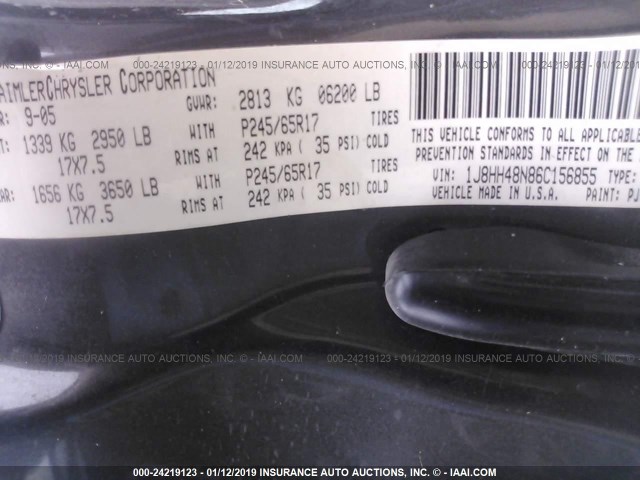 000-24219123 - 01/12/2019 INSURANCE AUTO AUCTIONS, INC. - © - IAAI.COM
AIMLERCHRYSLER CORPORATION
9-05 GVWR: 2813 KG 06200 LB
1339 KG 2950 LB WITH P245/65R17 TIRES
17X7.5 RIMS AT 242 KPA ( 35 PSI) COLD
1656 KG 3650 LB WITH P245/65R17 TIRES
17X7.5 RIMS AT 242 KPA ( 35 PSI) COLD
THIS VEHICLE CONFORMS TO ALL APPLICABL
PREVENTION STANDARDS IN EFFECT ON THE
VIN: 1J8HH48N86C156855 TYPE:
VEHICLE MADE IN U.S.A. PAINT: PJ
INSURANCE AUTO AUCTIONS, INC. - © - IAAI.COM 000-24219123 - 01/12/2019 INSURANCE AUTO AUCTIONS, INC. - ©
000-24219123 - 01/12/2019 INSURANCE AUTO AUCTIONS, INC. - © - IAAI.COM